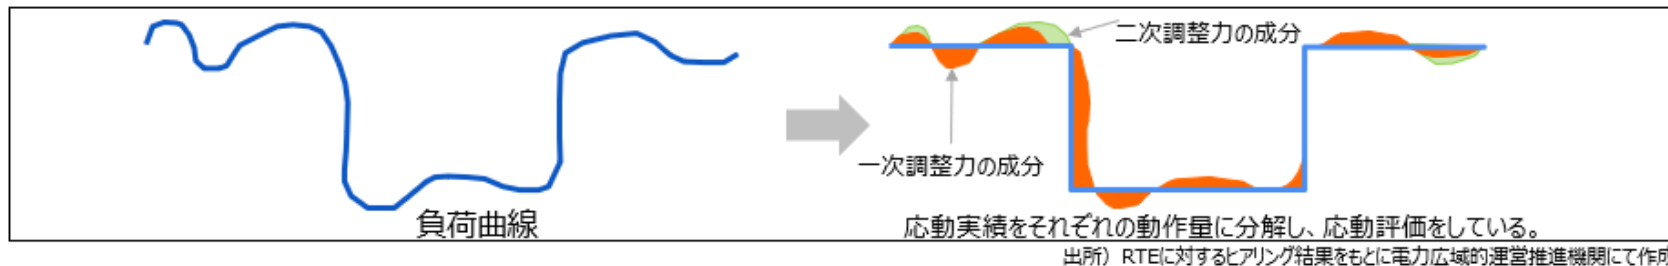 二次調整力の成分
一次調整力の成分
負荷曲線
応動実績をそれぞれの動作量に分解し、応動評価をしている。
出所）RTEに対するヒアリング結果をもとに電力広域的運営推進機関にて作成